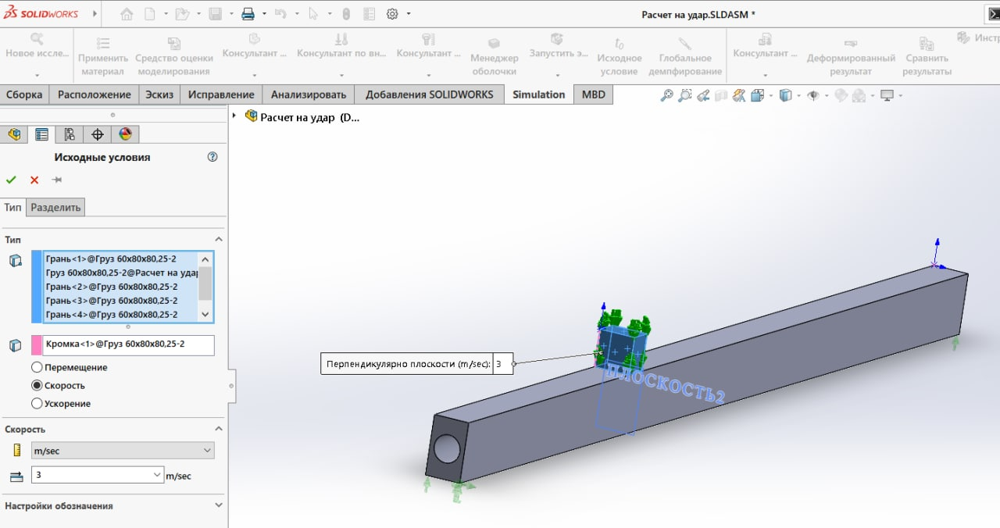 SOLIDWORKS
Расчет на удар.SLDASM *
Новое иссле...
Применить материал
Средство оценки моделирования
Консультант ...
Консультант по вн...
Консультант ...
Менеджер оболочки
Запустить э...
Исходное условие
Глобальное демпфирование
Консультант ...
Деформированный результат
Сравнить результаты
Инстр
Сборка
Расположение
Эскиз
Исправление
Анализировать
Добавления SOLIDWORKS
Simulation
MBD
Расчет на удар (D...
Исходные условия
Тип
Разделить
Тип
Грань<1>@Груз 60x80x80,25-2
Груз 60x80x80,25-2@Расчет на удар
Грань<2>@Груз 60x80x80,25-2
Грань<3>@Груз 60x80x80,25-2
Грань<4>@Груз 60x80x80,25-2
Кромка<1>@Груз 60x80x80,25-2
Перемещение
Скорость
Ускорение
Скорость
m/sec
3
m/sec
Настройки обозначения
Перпендикулярно плоскости (m/sec): 3
ПЛОСКОСТЬ2